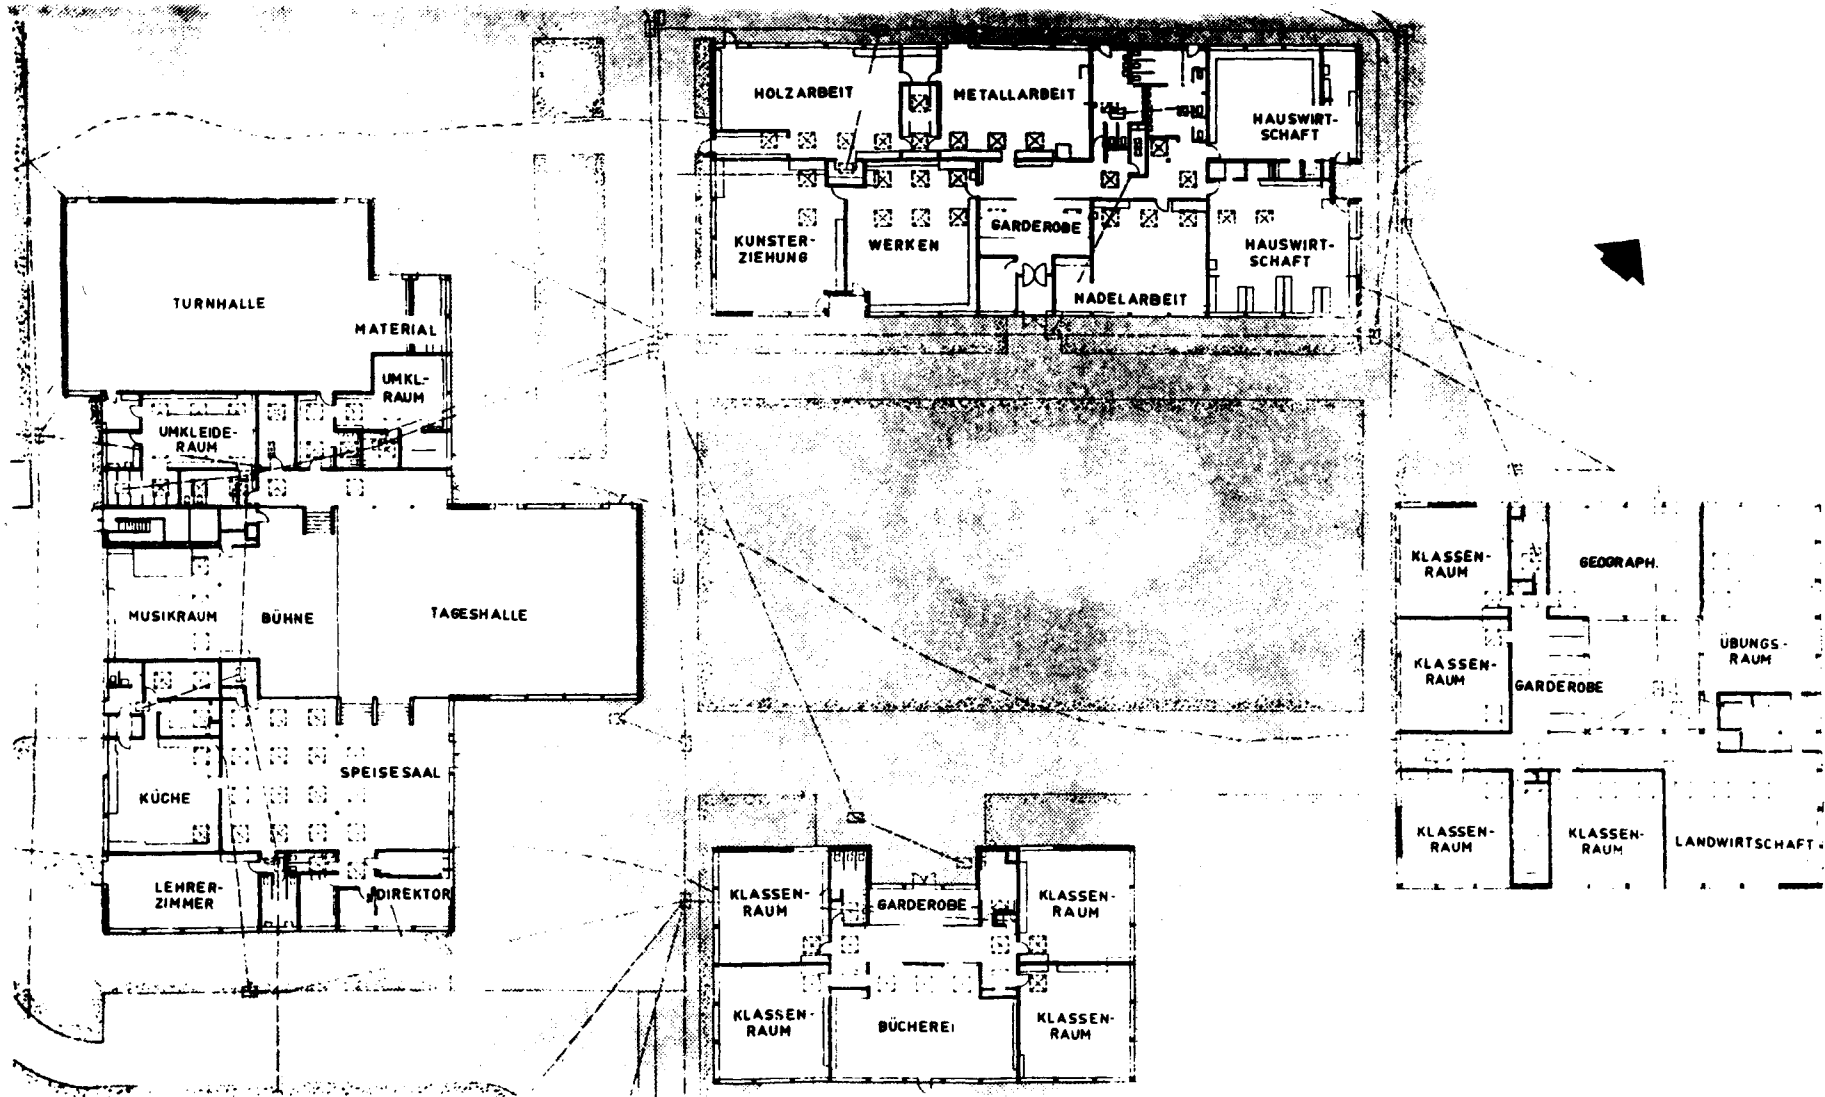 HOLZARBEIT
METALLARBEIT
HAUSWIRT-
SCHAFT
KUNSTER-
ZIEHUNG
WERKEN
GARDEROBE
NADELARBEIT
HAUSWIRT-
SCHAFT
TURNHALLE
MATERIAL
UMKL-
RAUM
UMKLEIDE-
RAUM
MUSIKRAUM
BÜHNE
TAGESHALLE
SPEISESAAL
KÜCHE
LEHRER-
ZIMMER
DIREKTOR
KLASSEN-
RAUM
GEOGRAPH.
KLASSEN-
RAUM
GARDEROBE
ÜBUNGS-
RAUM
KLASSEN-
RAUM
KLASSEN-
RAUM
LANDWIRTSCHAFT
KLASSEN-
RAUM
GARDEROBE
KLASSEN-
RAUM
KLASSEN-
RAUM
BÜCHEREI
KLASSEN-
RAUM